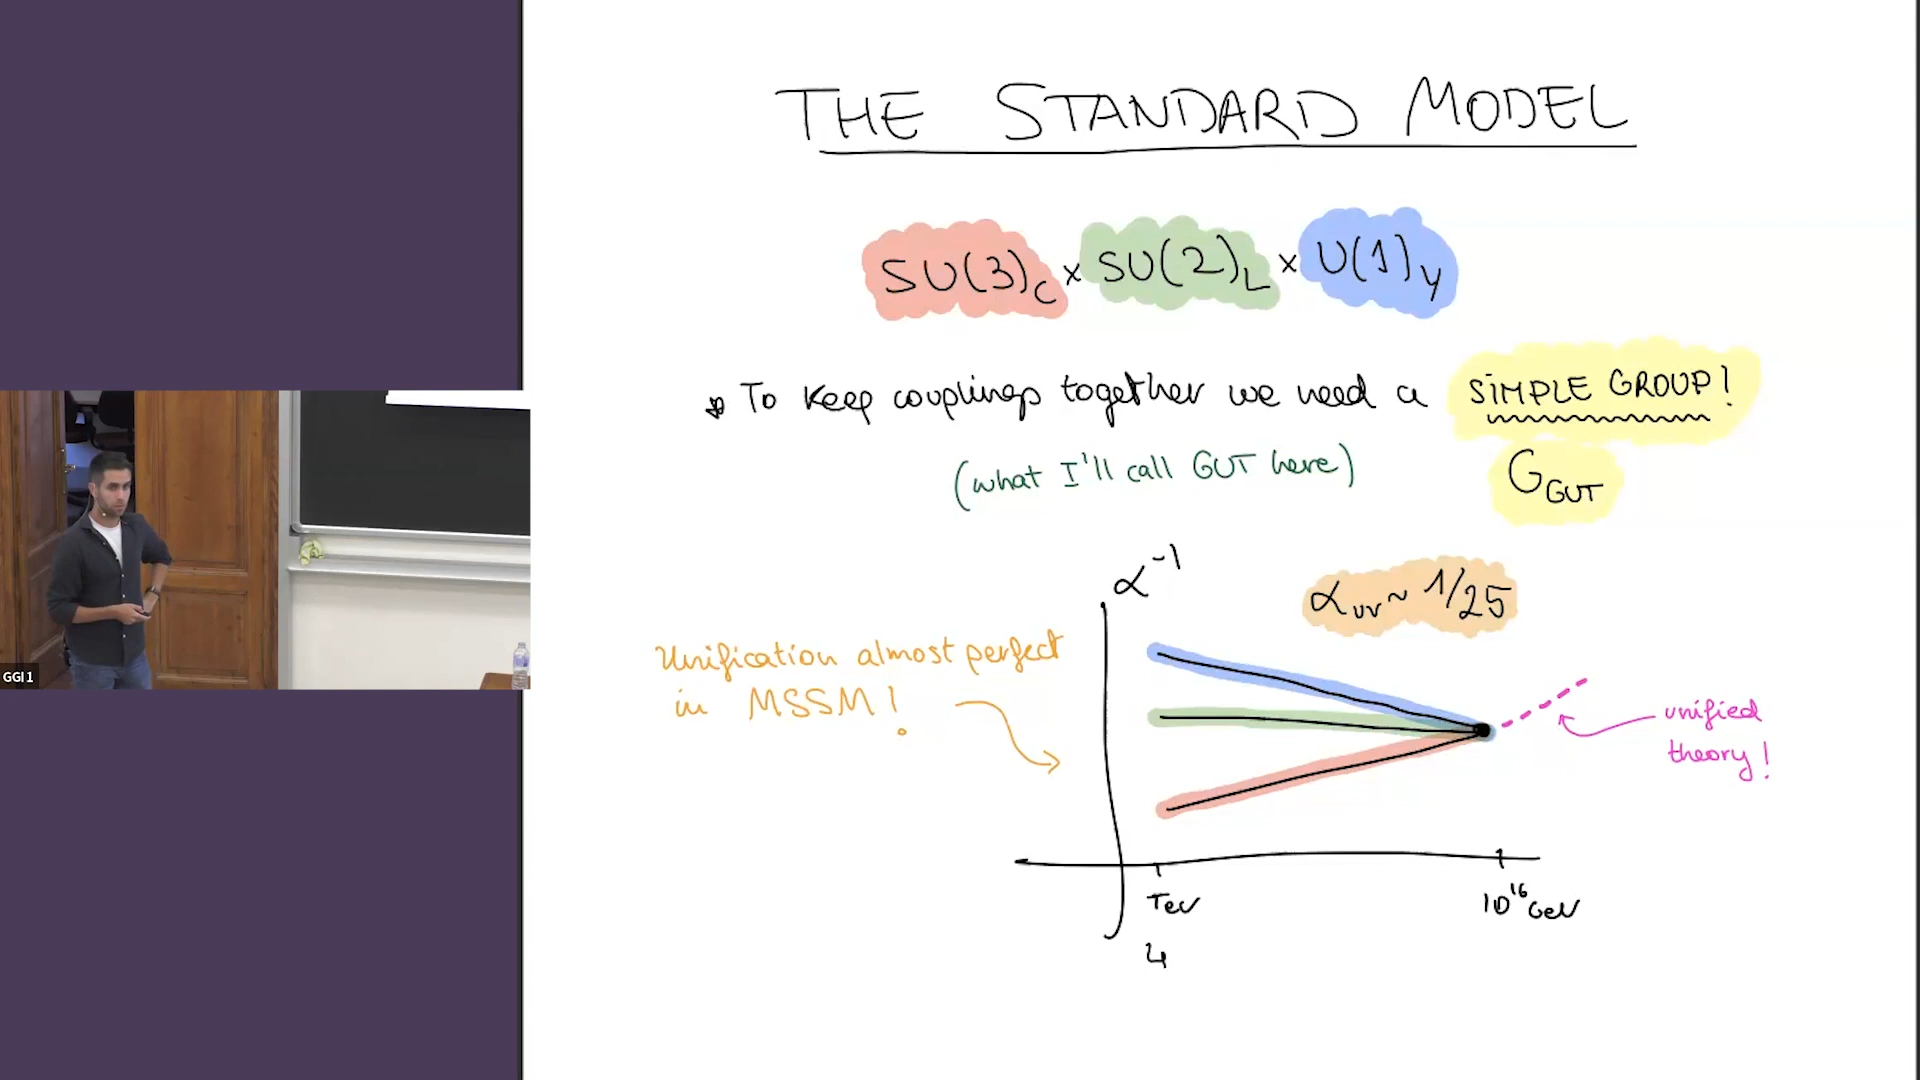 THE STANDARD MODEL
SU(3)c x SU(2)L x U(1)Y
To keep couplings together we need a SIMPLE GROUP!
(what I'll call GUT here)
GGUT
α⁻¹
αUV ~ 1/25
Unification almost perfect
in MSSM!
unified
theory!
TeV
10¹⁶ GeV
4
GGI 1